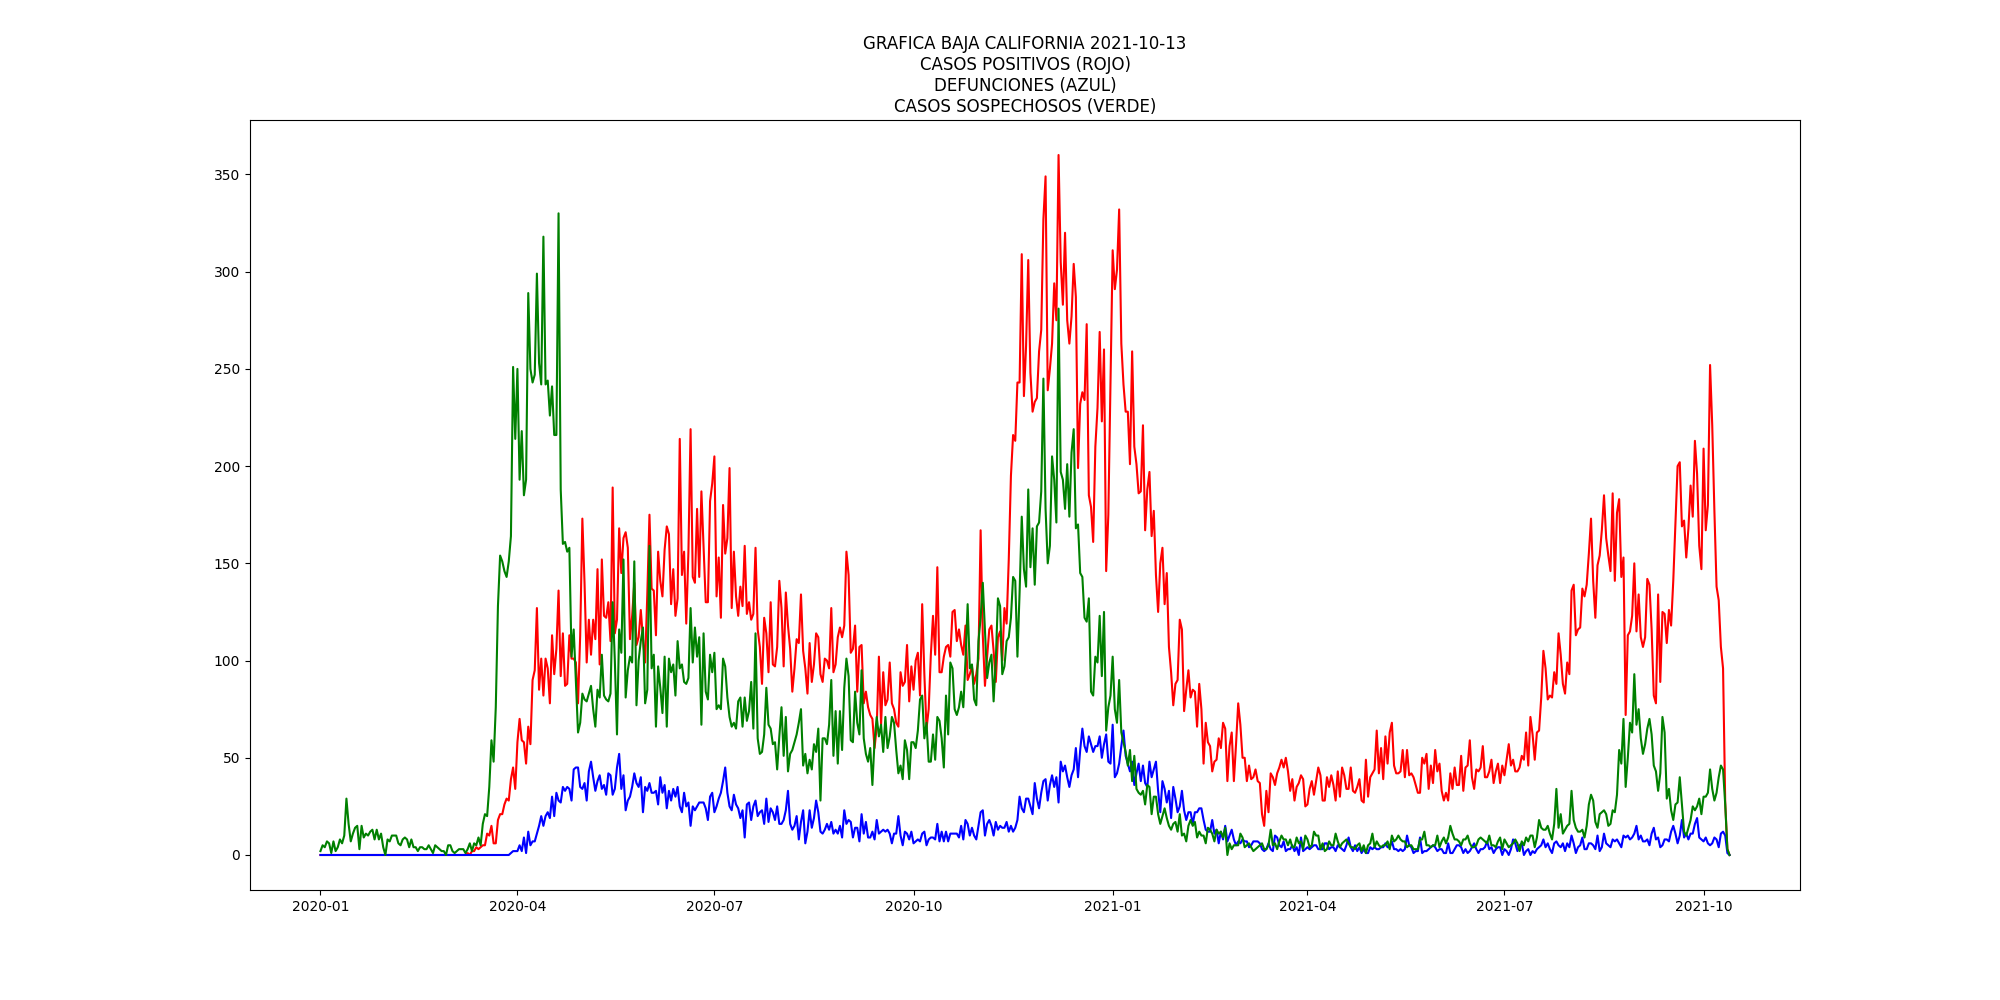 GRAFICA BAJA CALIFORNIA 2021-10-13
CASOS POSITIVOS (ROJO)
DEFUNCIONES (AZUL)
CASOS SOSPECHOSOS (VERDE)
350
300
250
200
150
100
50
0
2020-01 2020-04 2020-07 2020-10 2021-01 2021-04 2021-07 2021-10